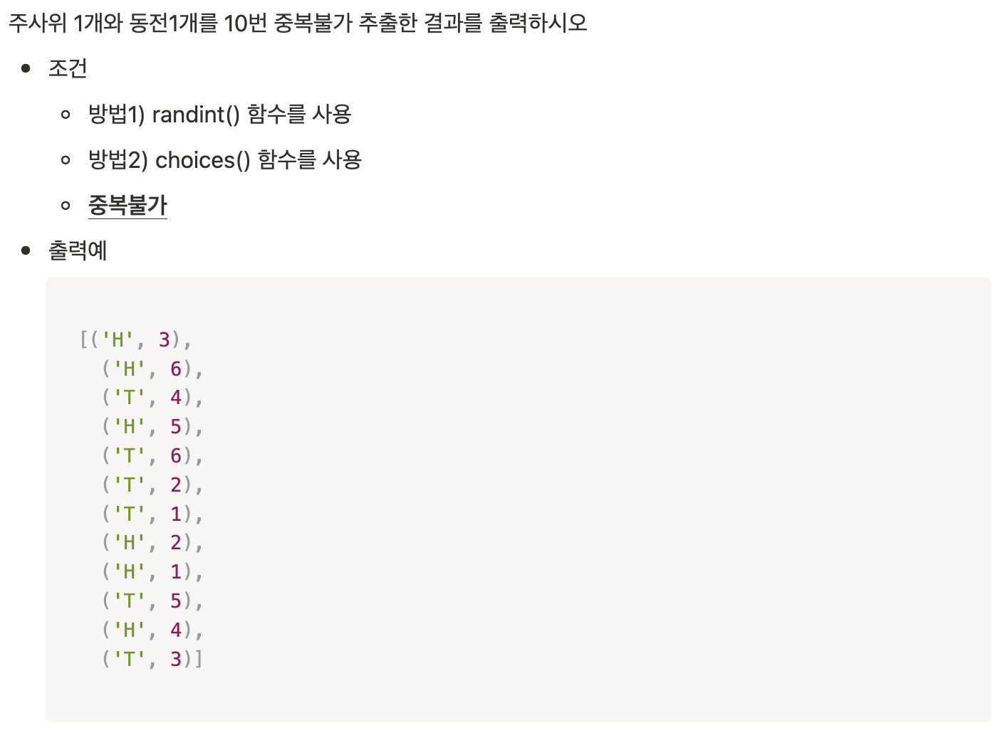 주사위 1개와 동전1개를 10번 중복불가 추출한 결과를 출력하시오
조건
방법1) randint() 함수를 사용
방법2) choices() 함수를 사용
중복불가
출력예
[('H', 3),
('H', 6),
('T', 4),
('H', 5),
('T', 6),
('T', 2),
('T', 1),
('H', 2),
('H', 1),
('T', 5),
('H', 4),
('T', 3)]